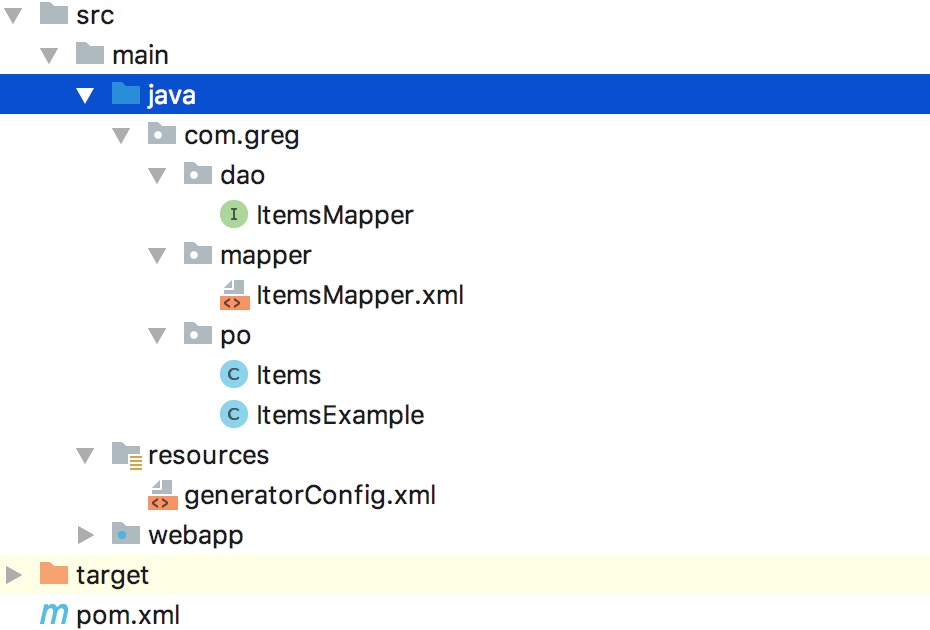 src
main
java
com.greg
dao
I ItemsMapper
mapper
<> ItemsMapper.xml
po
C Items
C ItemsExample
resources
<> generatorConfig.xml
webapp
target
m pom.xml